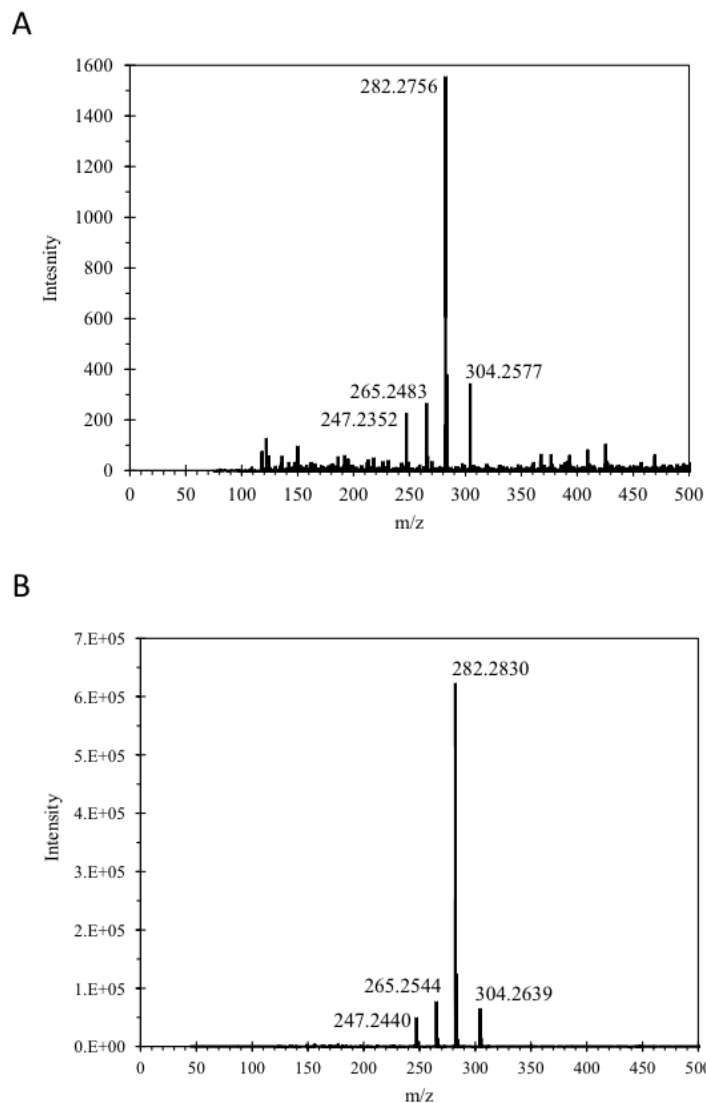 A
1600
1400
1200
1000
800
600
400
200
0
Intesnity
282.2756
304.2577
265.2483
247.2352
0 50 100 150 200 250 300 350 400 450 500
m/z
B
7.E+05
6.E+05
5.E+05
4.E+05
3.E+05
2.E+05
1.E+05
0.E+00
Intensity
282.2830
265.2544
304.2639
247.2440
0 50 100 150 200 250 300 350 400 450 500
m/z